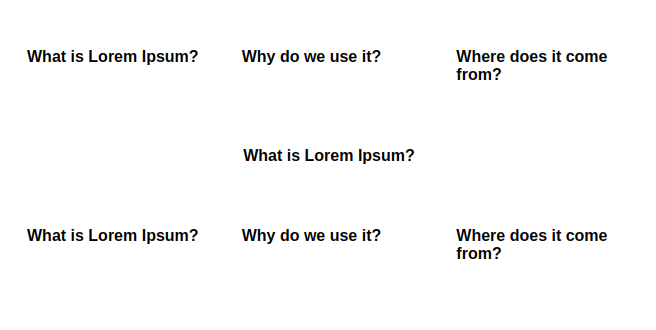 What is Lorem Ipsum?
Why do we use it?
Where does it come
from?
What is Lorem Ipsum?
What is Lorem Ipsum?
Why do we use it?
Where does it come
from?